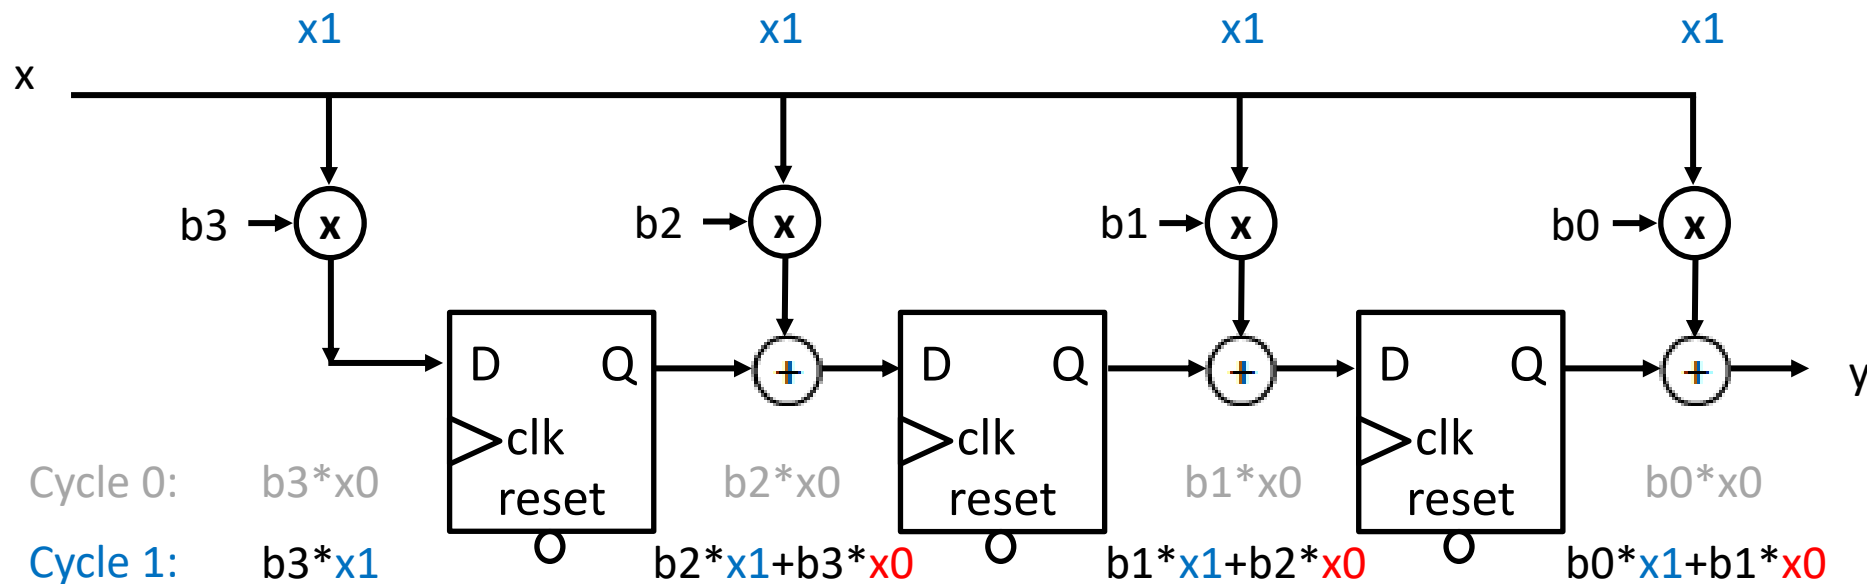 x1 x1 x1 x1
x
b3 x b2 x b1 x b0 x
D Q + D Q + D Q + y
clk clk clk
Cycle 0: b3*x0 b2*x0 b1*x0 b0*x0
reset reset reset
Cycle 1: b3*x1 b2*x1+b3*x0 b1*x1+b2*x0 b0*x1+b1*x0